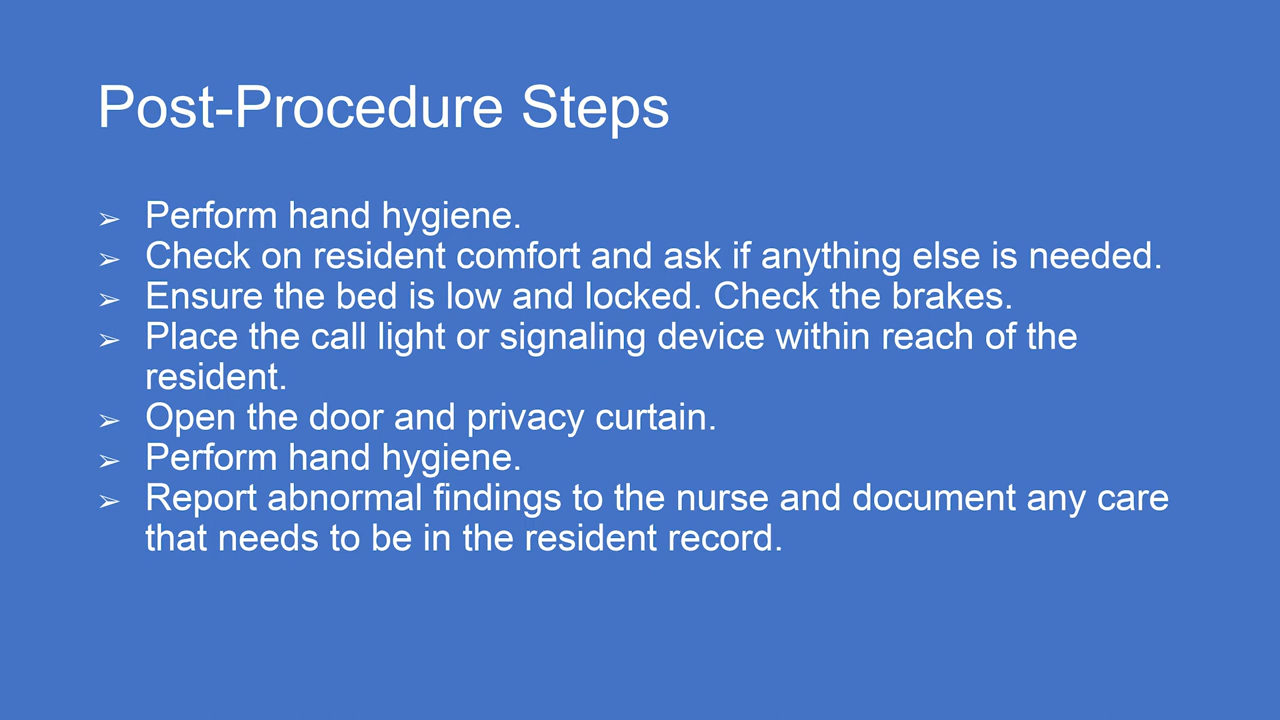 Post-Procedure Steps
➢ Perform hand hygiene.
➢ Check on resident comfort and ask if anything else is needed.
➢ Ensure the bed is low and locked. Check the brakes.
➢ Place the call light or signaling device within reach of the
resident.
➢ Open the door and privacy curtain.
➢ Perform hand hygiene.
➢ Report abnormal findings to the nurse and document any care
that needs to be in the resident record.